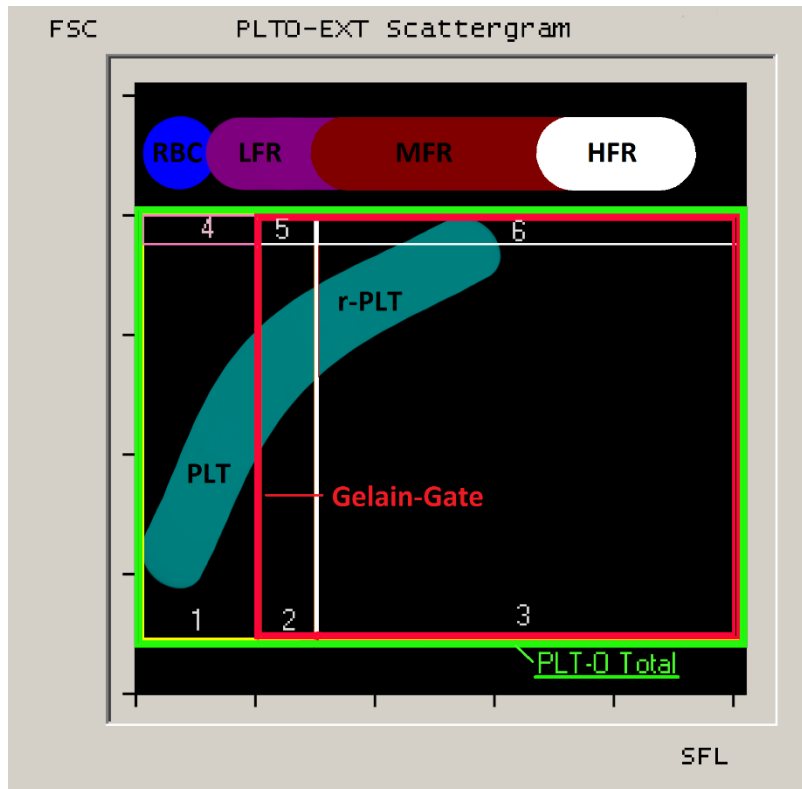 FSC PLTO-EXT Scattergram
RBC LFR MFR HFR
4 5 6
r-PLT
PLT
Gelain-Gate
1 2 3
PLT-O Total
SFL